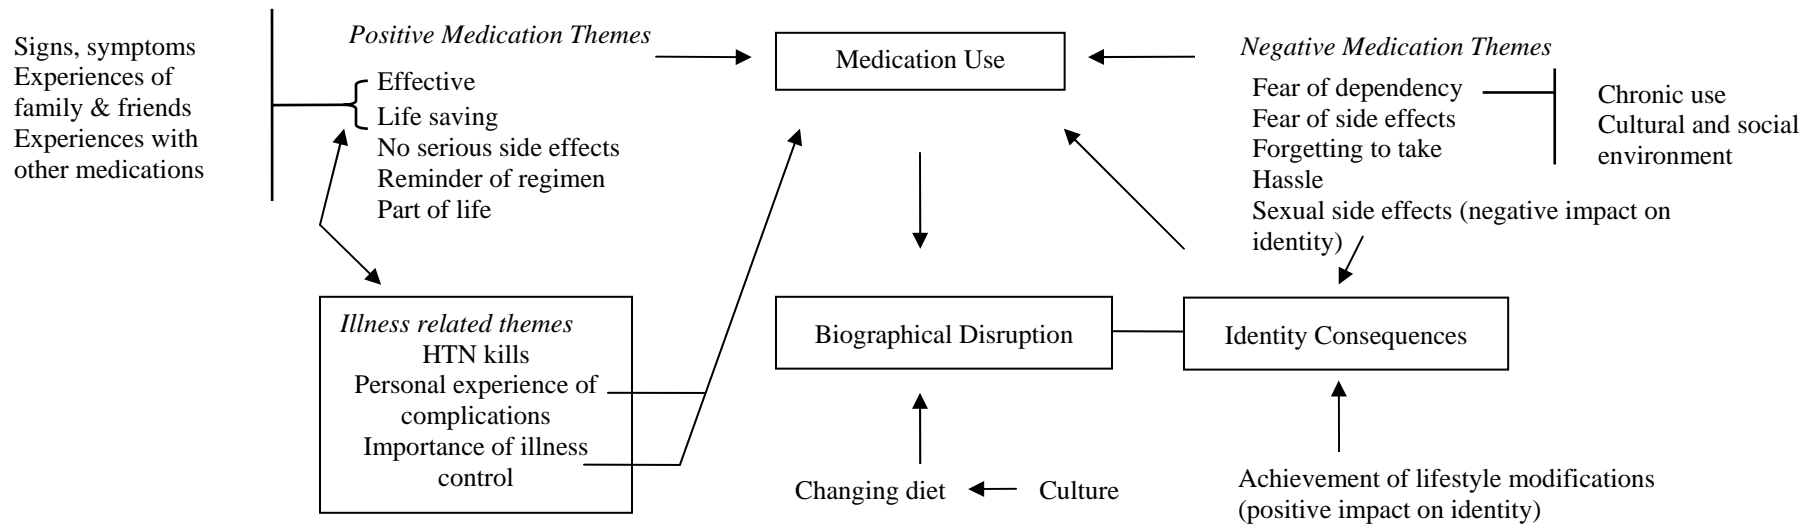 Signs, symptoms
Experiences of
family & friends
Experiences with
other medications
Positive Medication Themes
Effective
Life saving
No serious side effects
Reminder of regimen
Part of life
Medication Use
Negative Medication Themes
Fear of dependency
Fear of side effects
Forgetting to take
Hassle
Sexual side effects (negative impact on
identity)
Chronic use
Cultural and social
environment
Illness related themes
HTN kills
Personal experience of
complications
Importance of illness
control
Biographical Disruption
Identity Consequences
Changing diet
Culture
Achievement of lifestyle modifications
(positive impact on identity)